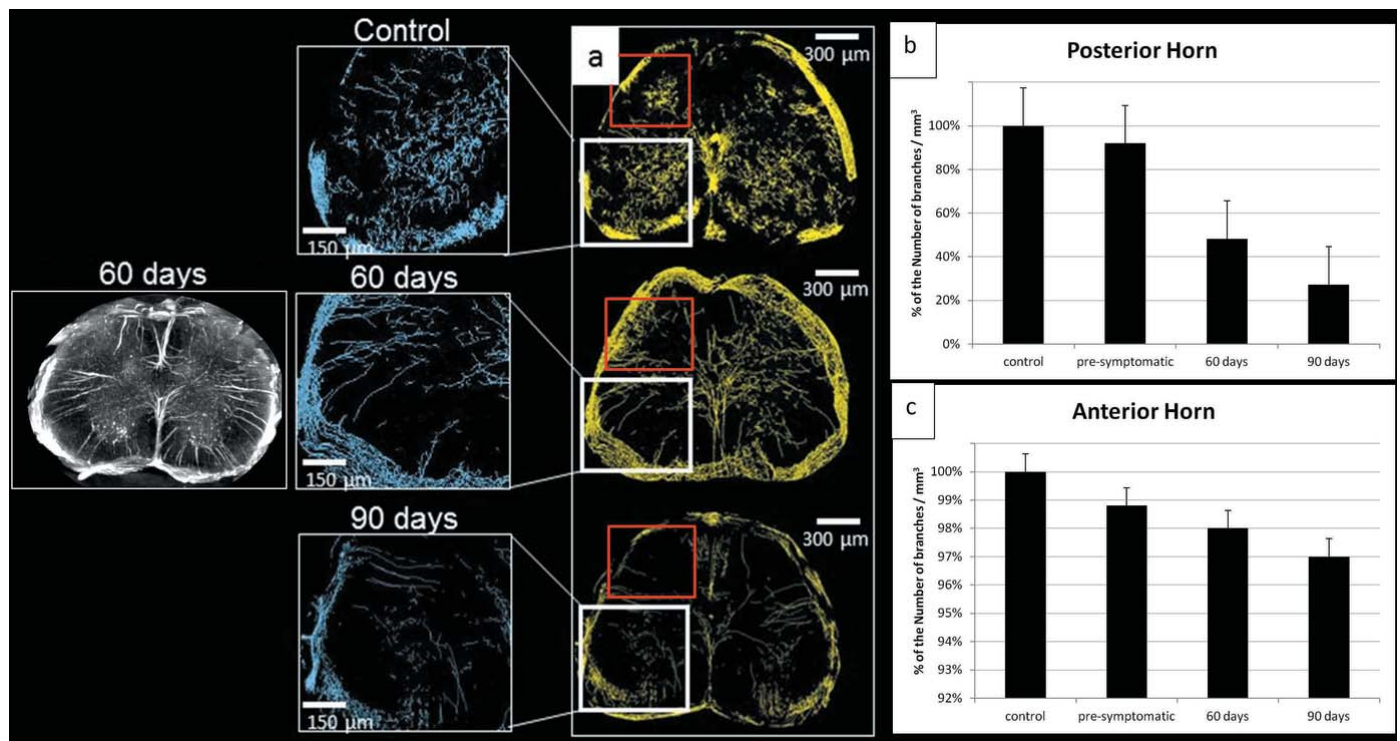 Control
150 µm
60 days
60 days
150 µm
90 days
150 µm
a
300 µm
300 µm
300 µm
b
Posterior Horn
% of the Number of branches / mm³
100%
80%
60%
40%
20%
0%
control pre-symptomatic 60 days 90 days
c
Anterior Horn
% of the Number of branches / mm³
100%
99%
98%
97%
96%
95%
94%
93%
92%
control pre-symptomatic 60 days 90 days